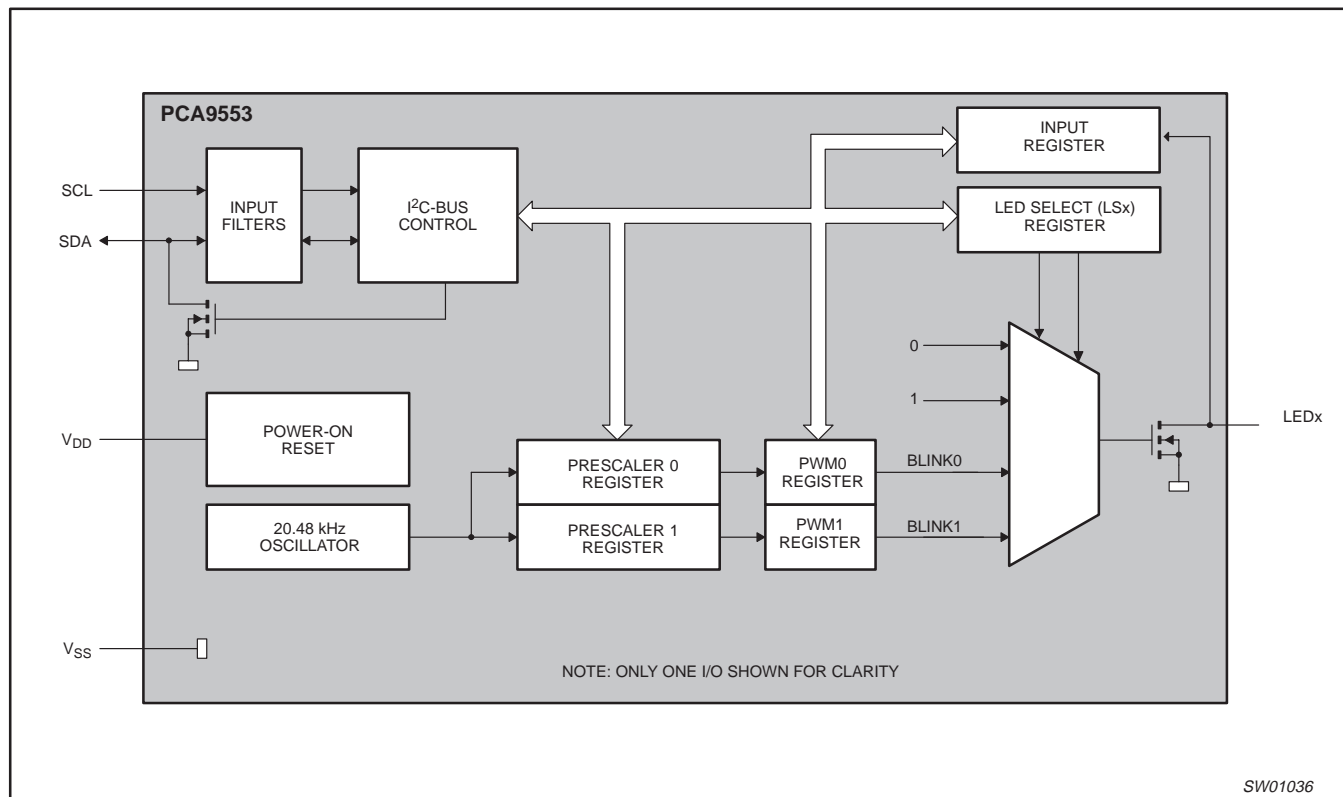 PCA9553
SCL
SDA
INPUT
FILTERS
I²C-BUS
CONTROL
INPUT
REGISTER
LED SELECT (LSx)
REGISTER
0
1
LEDx
VDD
POWER-ON
RESET
20.48 kHz
OSCILLATOR
PRESCALER 0
REGISTER
PRESCALER 1
REGISTER
PWM0
REGISTER
PWM1
REGISTER
BLINK0
BLINK1
VSS
NOTE: ONLY ONE I/O SHOWN FOR CLARITY
SW01036